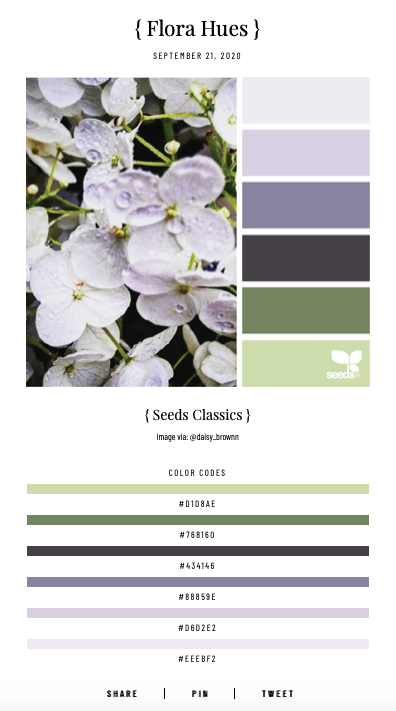 { Flora Hues }
SEPTEMBER 21, 2020
seeds®
{ Seeds Classics }
image via: @daisy_brownn
COLOR CODES
#D1D8AE
#768160
#434146
#88859E
#D6D2E2
#EEEBF2
SHARE | PIN | TWEET